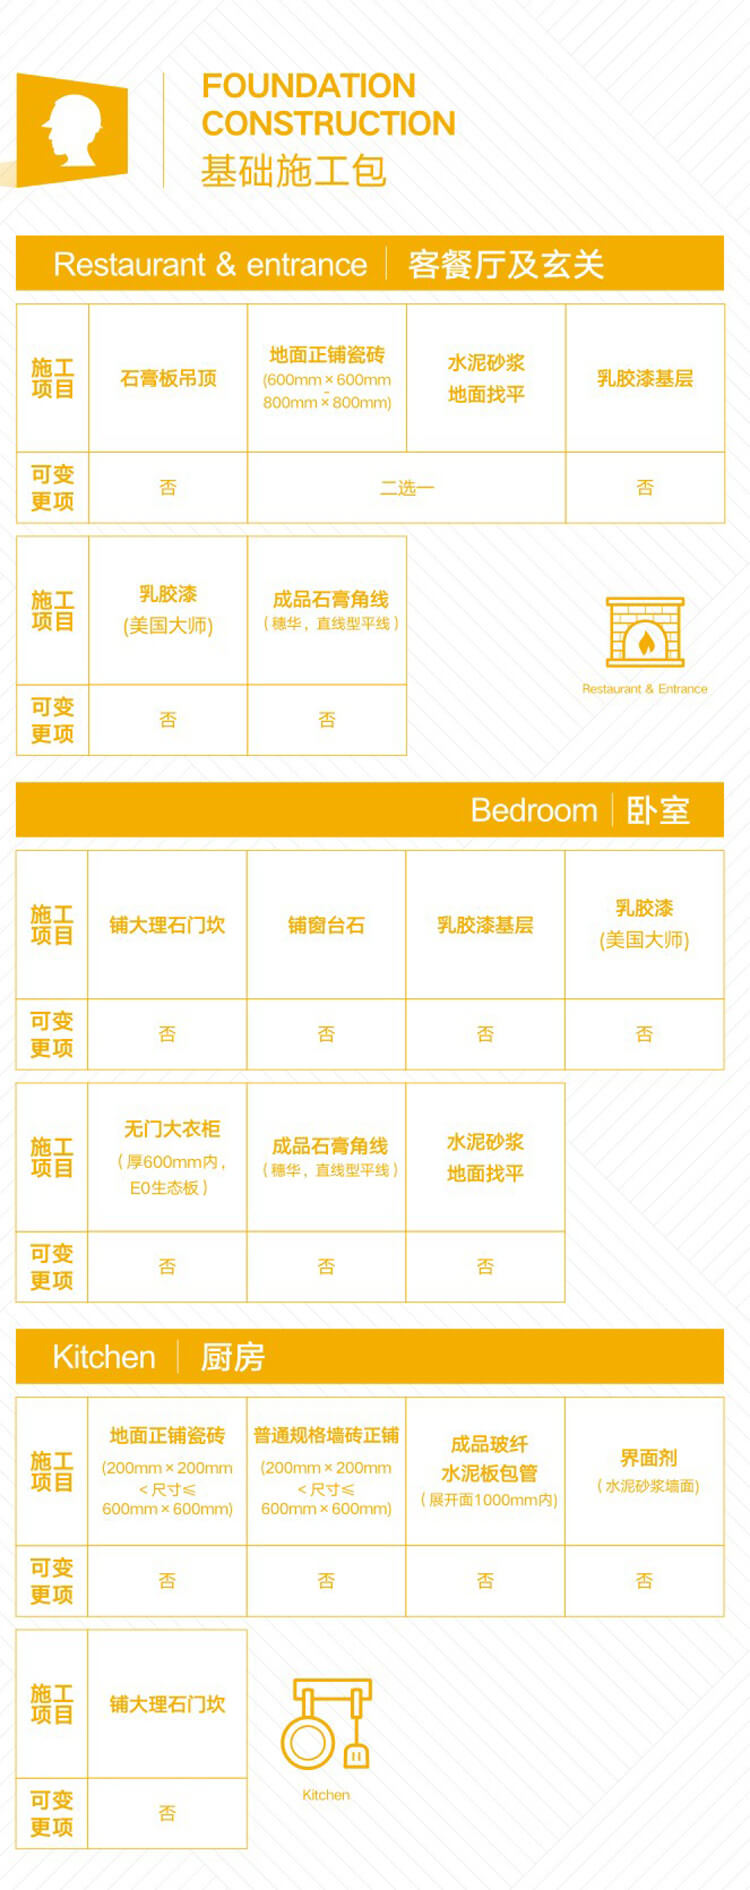 FOUNDATION
CONSTRUCTION
基础施工包
Restaurant & entrance 客餐厅及玄关
施工
项目
石膏板吊顶
地面正铺瓷砖
(600mm×600mm
-
800mm×800mm)
水泥砂浆
地面找平
乳胶漆基层
可变
更项
否
二选一
否
施工
项目
乳胶漆
(美国大师)
成品石膏角线
(穗华，直线型平线)
可变
更项
否
否
Restaurant & Entrance
Bedroom 卧室
施工
项目
铺大理石门坎
铺窗台石
乳胶漆基层
乳胶漆
(美国大师)
可变
更项
否
否
否
否
施工
项目
无门大衣柜
(厚600mm内，
E0生态板)
成品石膏角线
(穗华，直线型平线)
水泥砂浆
地面找平
可变
更项
否
否
否
Kitchen 厨房
施工
项目
地面正铺瓷砖
(200mm×200mm
<尺寸≤
600mm×600mm)
普通规格墙砖正铺
(200mm×200mm
<尺寸≤
600mm×600mm)
成品玻纤
水泥板包管
(展开面1000mm内)
界面剂
(水泥砂浆墙面)
可变
更项
否
否
否
否
施工
项目
铺大理石门坎
可变
更项
否
Kitchen